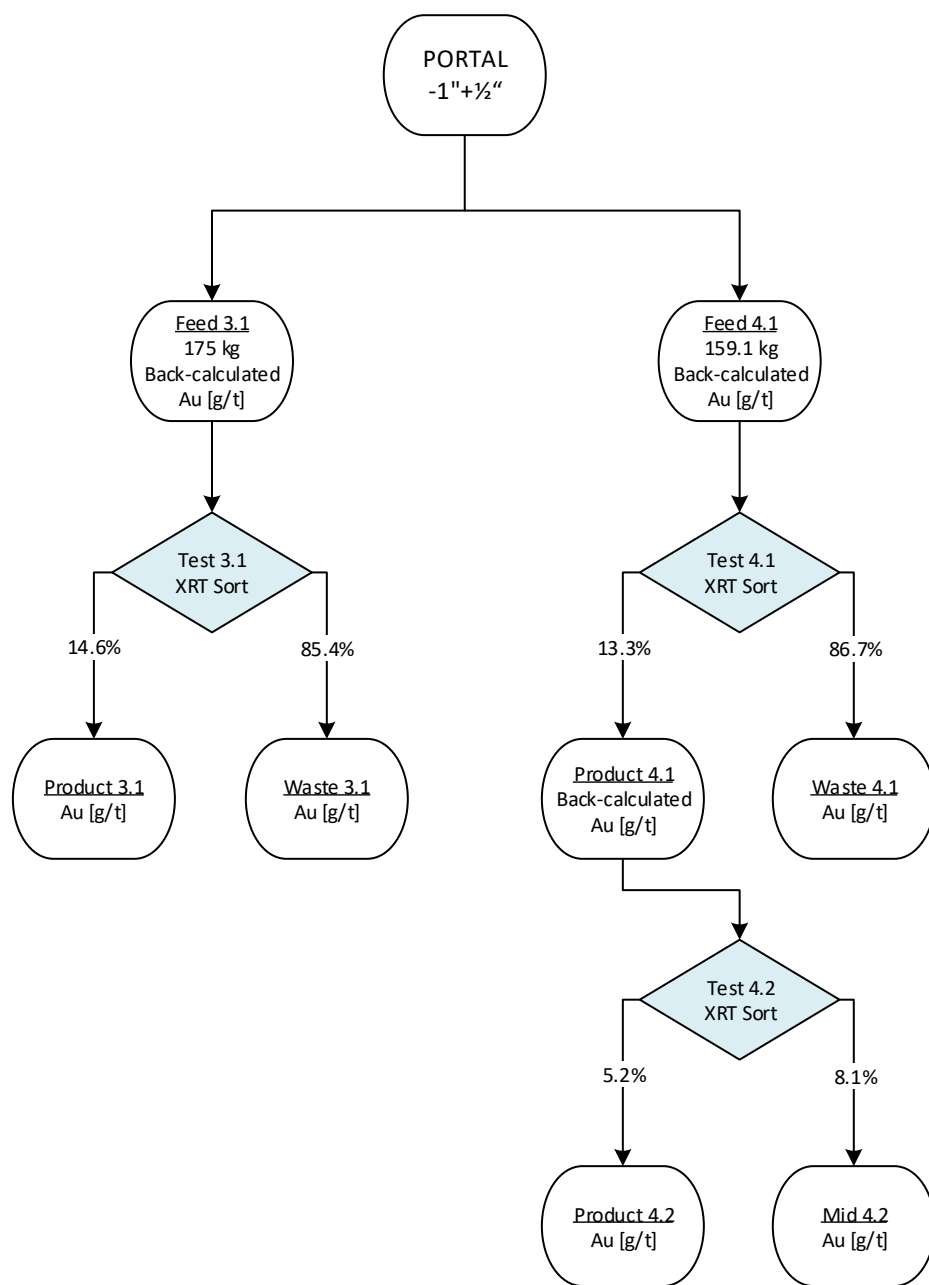 PORTAL
-1"+½“
Feed 3.1
175 kg
Back-calculated
Au [g/t]
Feed 4.1
159.1 kg
Back-calculated
Au [g/t]
Test 3.1
XRT Sort
Test 4.1
XRT Sort
14.6%
85.4%
13.3%
86.7%
Product 3.1
Au [g/t]
Waste 3.1
Au [g/t]
Product 4.1
Back-calculated
Au [g/t]
Waste 4.1
Au [g/t]
Test 4.2
XRT Sort
5.2%
8.1%
Product 4.2
Au [g/t]
Mid 4.2
Au [g/t]